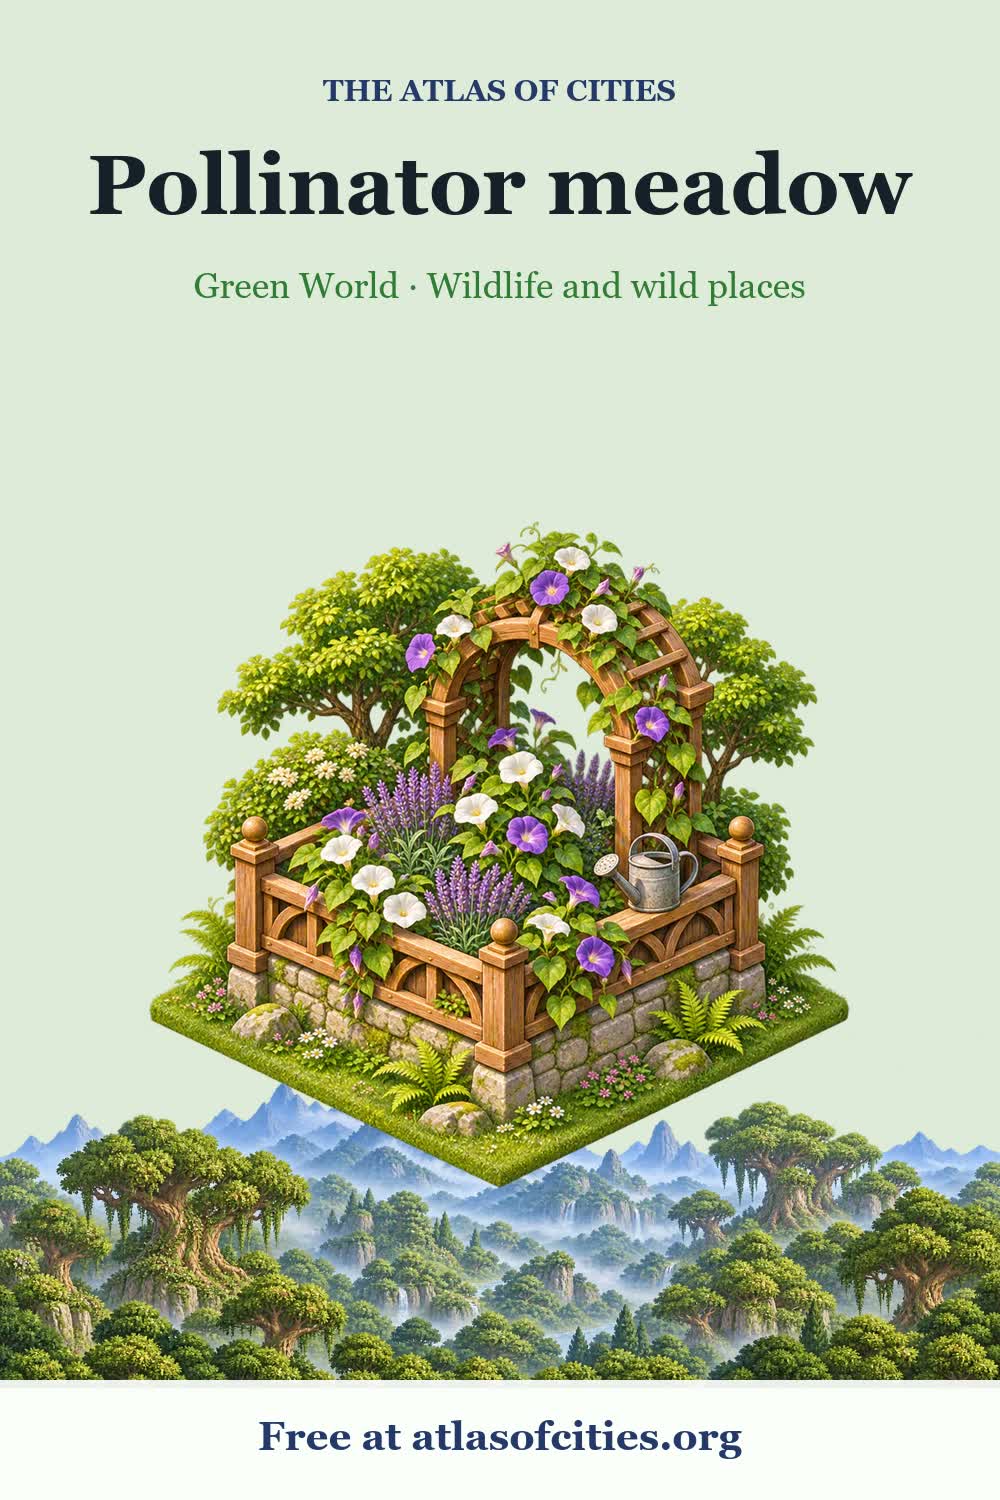 THE ATLAS OF CITIES
Pollinator meadow
Green World · Wildlife and wild places
Free at atlasofcities.org